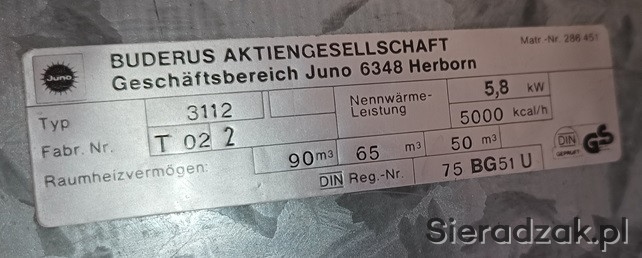 Juno
BUDERUS AKTIENGESELLSCHAFT
Geschäftsbereich Juno 6348 Herborn
Matr.-Nr. 286 451
Typ 3112
Nennwärme-Leistung 5,8 kW
5000 kcal/h
Fabr. Nr. T 02 2
Raumheizvermögen: 90 m³ 65 m³ 50 m³
DIN Reg.-Nr. 75 BG51 U
DIN
GEPRÜFT
GS
Sieradzak.pl